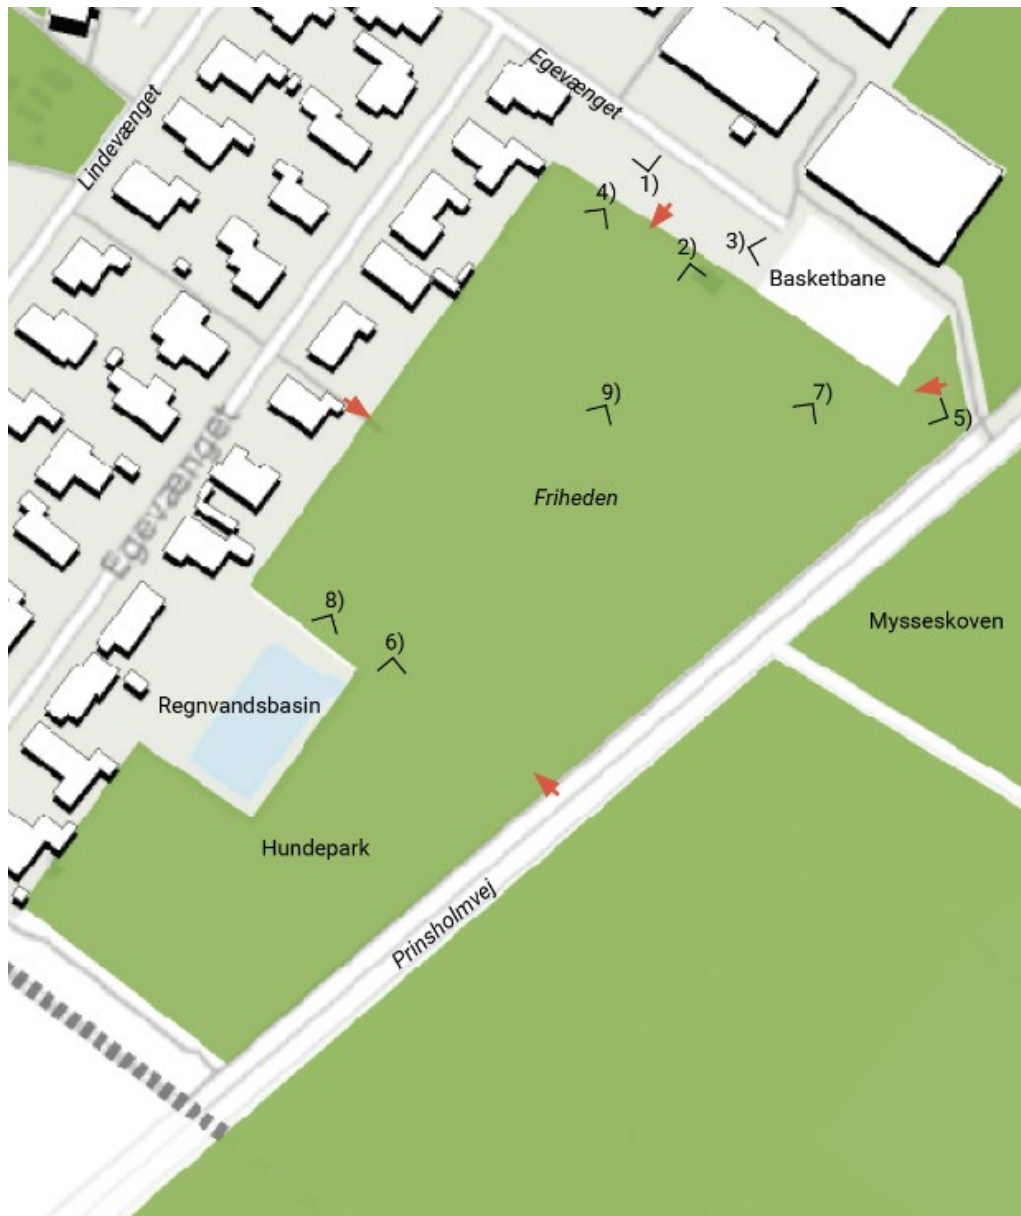 Egevænget
Lindevænget
4)
1)
2)
3)
Basketbane
9)
7)
5)
Egevænget
Friheden
8)
6)
Mysseskoven
Regnvandsbasin
Hundepark
Prinsholmvej